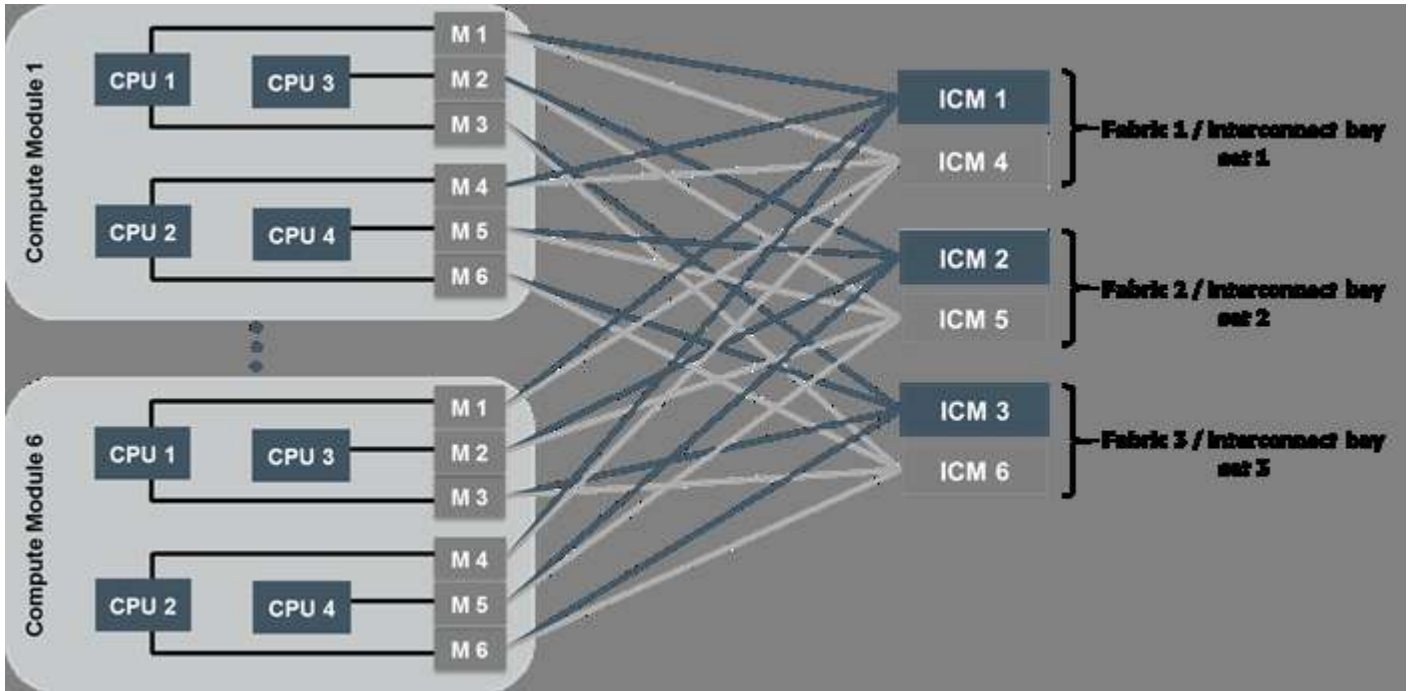 Compute Module 1
CPU 1
CPU 3
M 1
M 2
M 3
CPU 2
CPU 4
M 4
M 5
M 6
Compute Module 6
CPU 1
CPU 3
M 1
M 2
M 3
CPU 2
CPU 4
M 4
M 5
M 6
ICM 1
ICM 4
Fabric 1 / interconnect bay
set 1
ICM 2
ICM 5
Fabric 2 / interconnect bay
set 2
ICM 3
ICM 6
Fabric 3 / interconnect bay
set 3